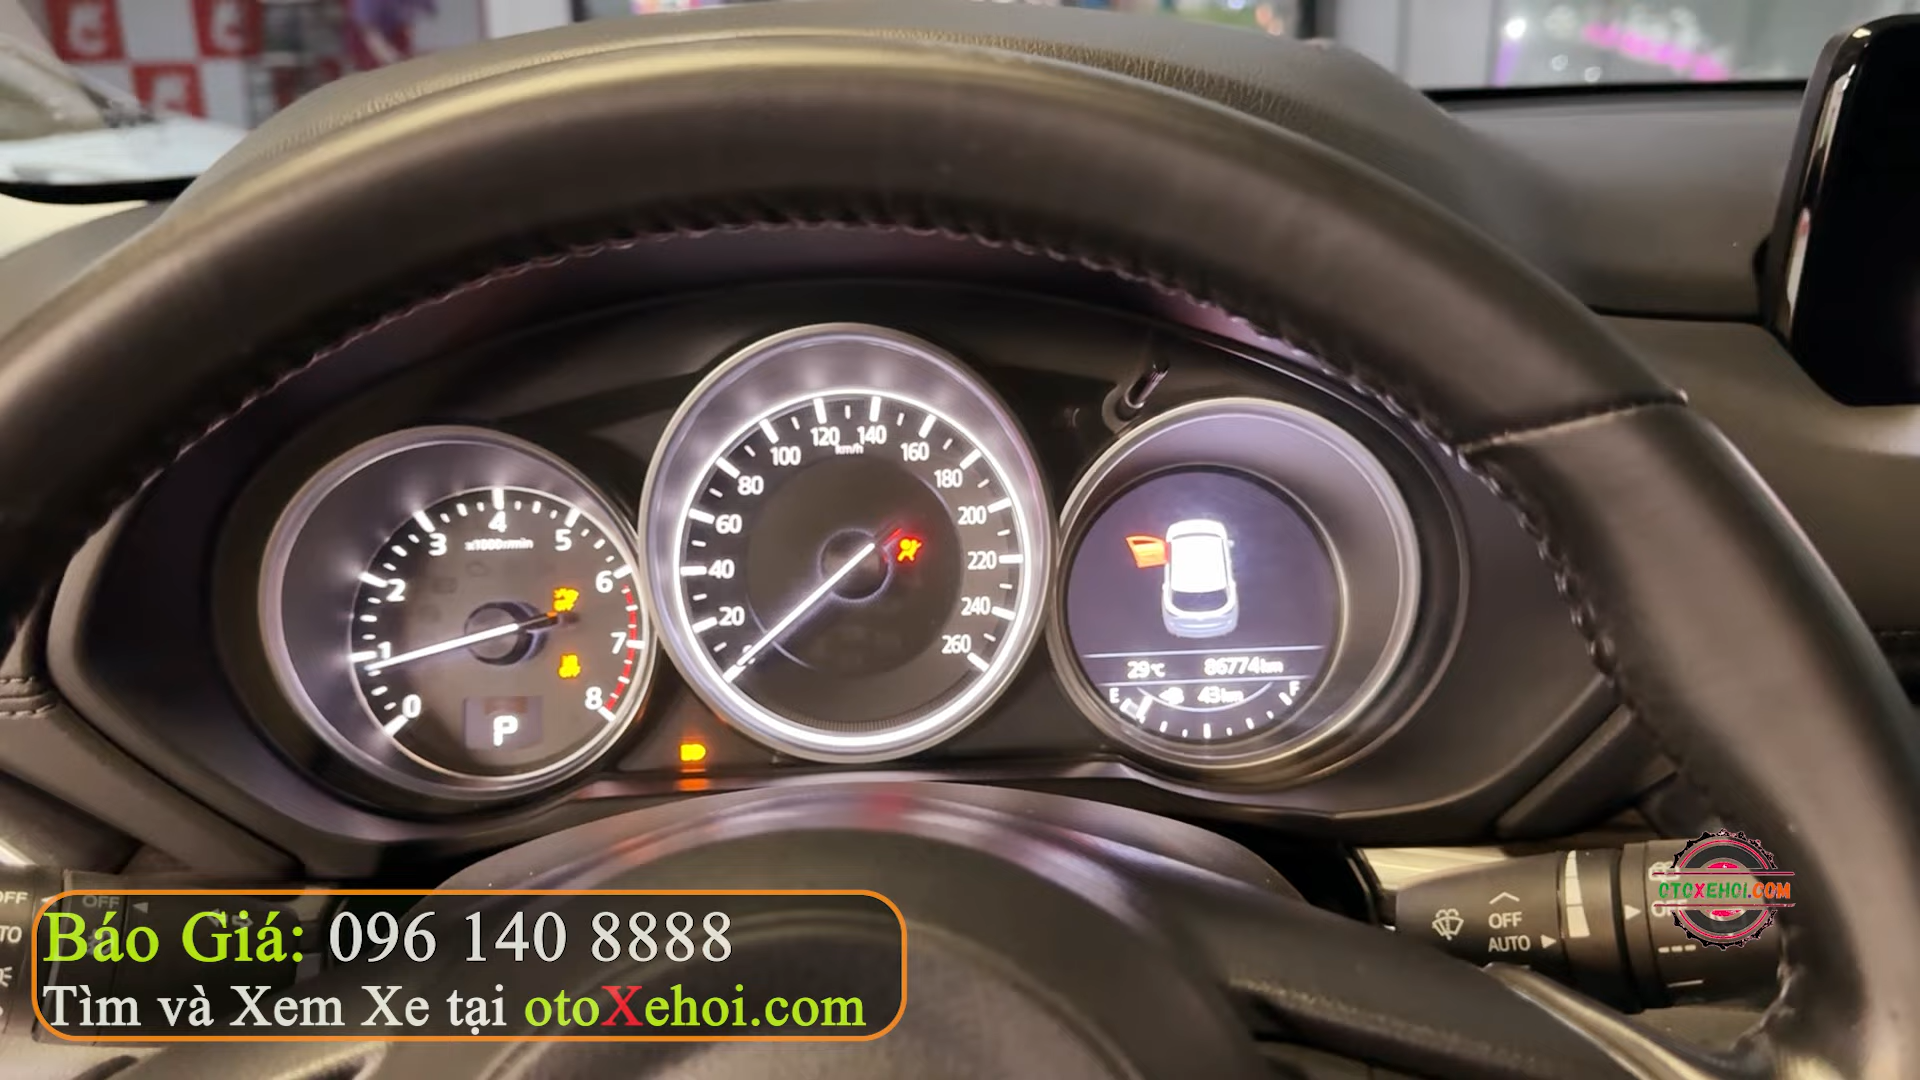 0 1 2 3 4 5 6 7 8
x1000r/min
P
20 40 60 80 100 120 140 160 180 200 220 240 260
km/h
29°C 86774km
E 43km F
OFF
OFF
AUTO
OFF
Báo Giá: 096 140 8888
Tìm và Xem Xe tại otoXehoi.com
OTOXEHOI.COM